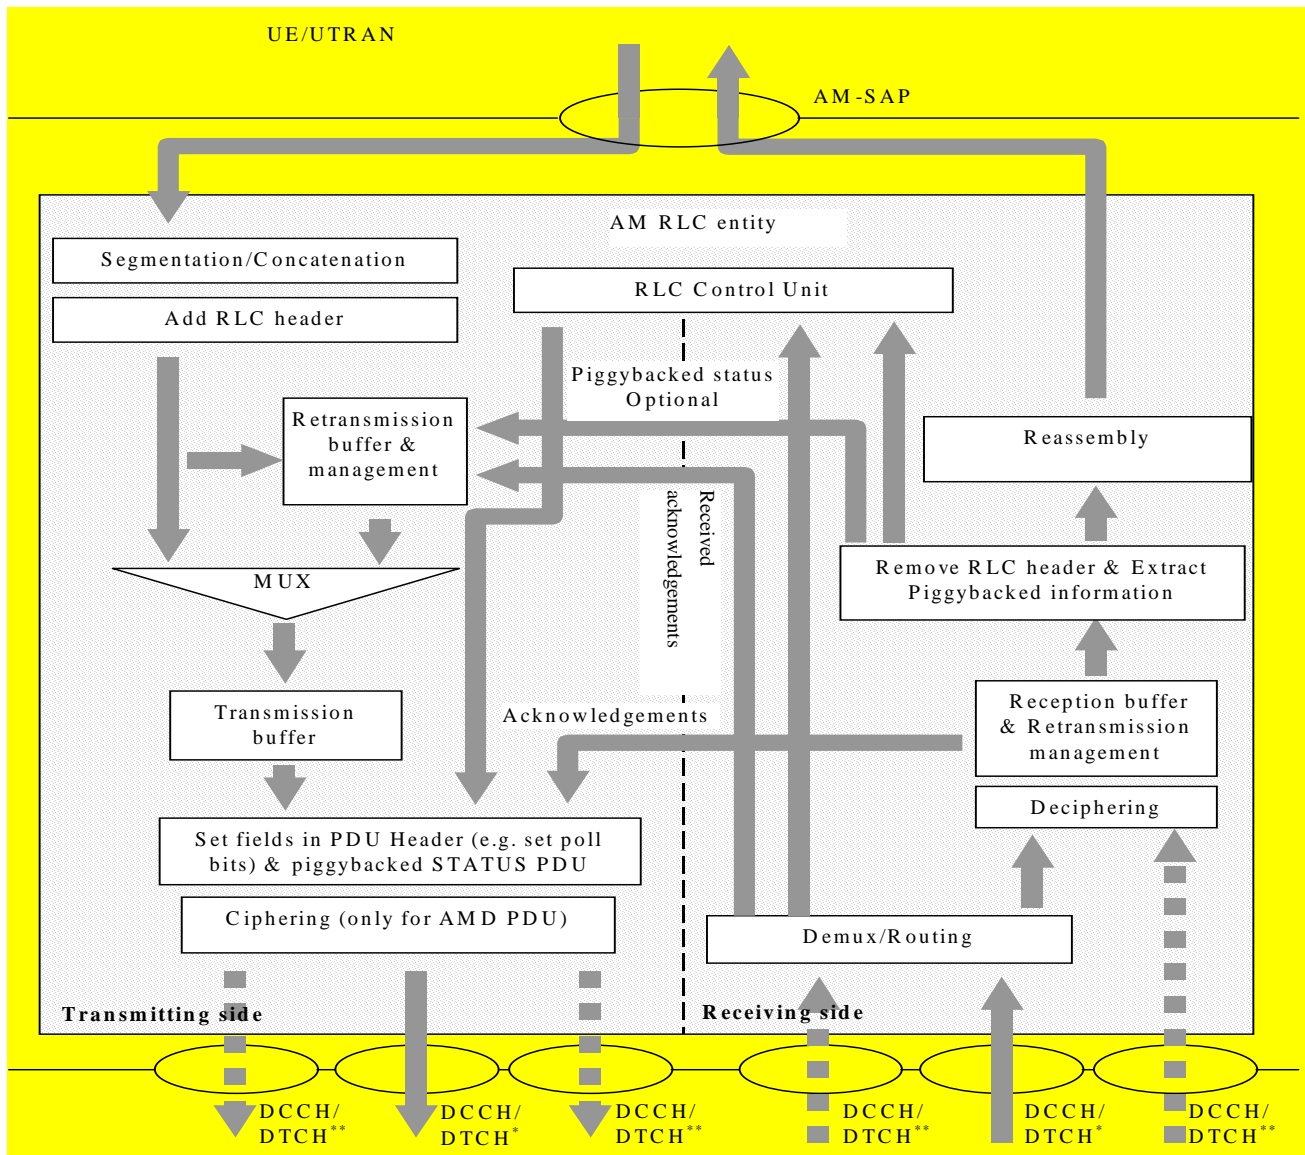 UE/UTRAN
AM-SAP
AM RLC entity
Segmentation/Concatenation
RLC Control Unit
Add RLC header
Piggybacked status
Optional
Retransmission
buffer &
management
Reassembly
Received
acknowledgements
MUX
Remove RLC header & Extract
Piggybacked information
Transmission
buffer
Acknowledgements
Reception buffer
& Retransmission
management
Deciphering
Set fields in PDU Header (e.g. set poll
bits) & piggybacked STATUS PDU
Ciphering (only for AMD PDU)
Demux/Routing
Transmitting side
Receiving side
DCCH/
DTCH**
DCCH/
DTCH*
DCCH/
DTCH**
DCCH/
DTCH**
DCCH/
DTCH*
DCCH/
DTCH**